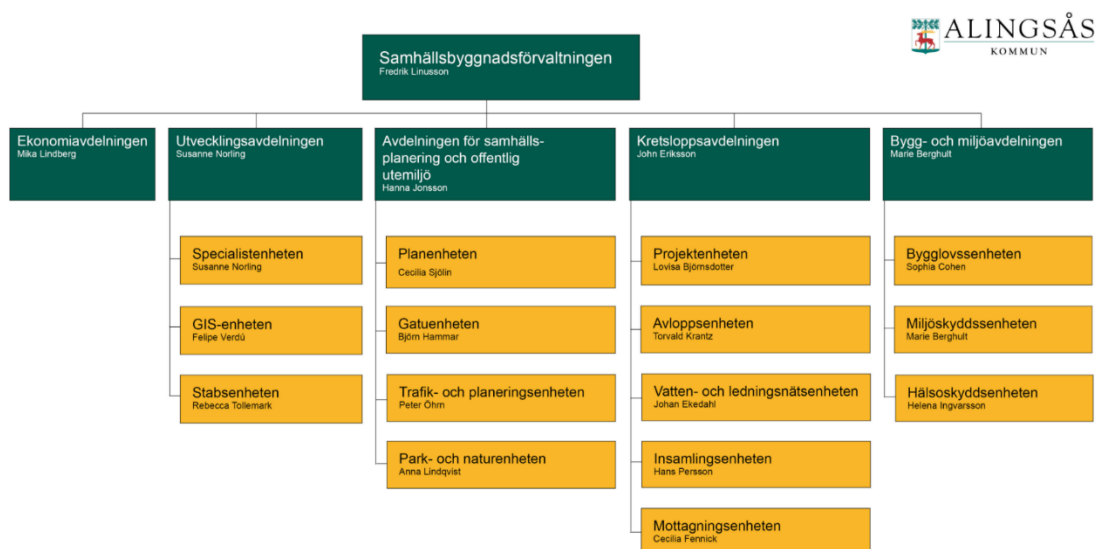 ALINGSÅS
KOMMUN
Samhällsbyggnadsförvaltningen
Fredrik Linusson
Ekonomiavdelningen
Mika Lindberg
Utvecklingsavdelningen
Susanne Norling
Specialistenheten
Susanne Norling
GIS-enheten
Felipe Verdú
Stabsenheten
Rebecca Tollemark
Avdelningen för samhälls-
planering och offentlig
utemiljö
Hanna Jonsson
Planenheten
Cecilia Sjölin
Gatuenheten
Björn Hammar
Trafik- och planeringsenheten
Peter Öhrn
Park- och naturenheten
Anna Lindqvist
Kretsloppsavdelningen
John Eriksson
Projektenheten
Lovisa Björnsdotter
Avloppsenheten
Torvald Krantz
Vatten- och ledningsnätsenheten
Johan Ekedahl
Insamlingsenheten
Hans Persson
Mottagningsenheten
Cecilia Fennick
Bygg- och miljöavdelningen
Marie Berghult
Bygglovssenheten
Sophia Cohen
Miljöskyddssenheten
Marie Berghult
Hälsoskyddsenheten
Helena Ingvarsson